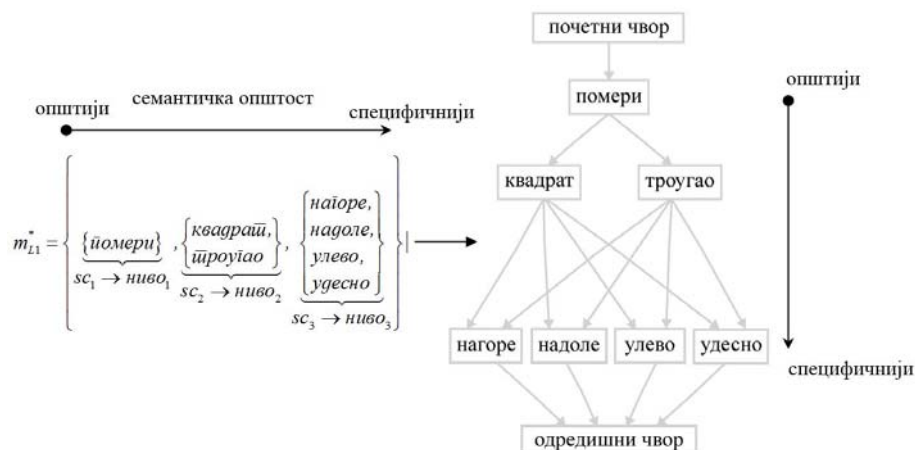 почетни чвор
општији
семантичка општост
специфичнији
помери
општији
квадрат
троугао
m*L1 = { {помери} , {квадрат, троугао} , {нагоре, надоле, улево, удесно} } |
sc1 → ниво1
sc2 → ниво2
sc3 → ниво3
нагоре
надоле
улево
удесно
специфичнији
одредишни чвор